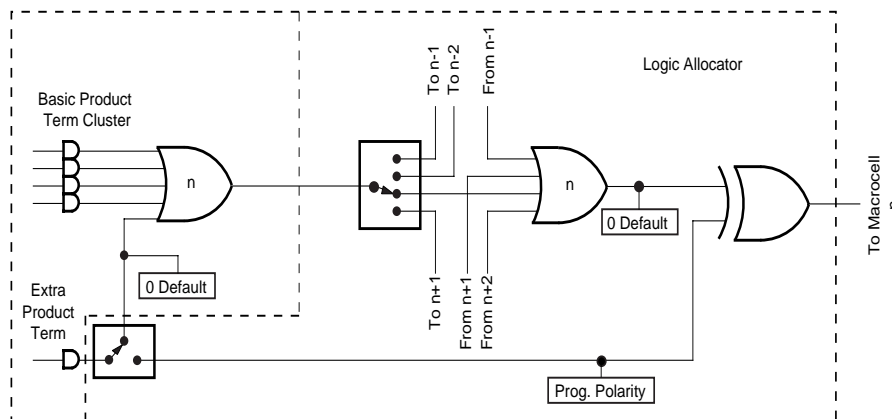 To n-1
To n-2
From n-1
Logic Allocator
Basic Product
Term Cluster
n
n
0 Default
To Macrocell
n
0 Default
Extra
Product
Term
To n+1
From n+1
From n+2
Prog. Polarity